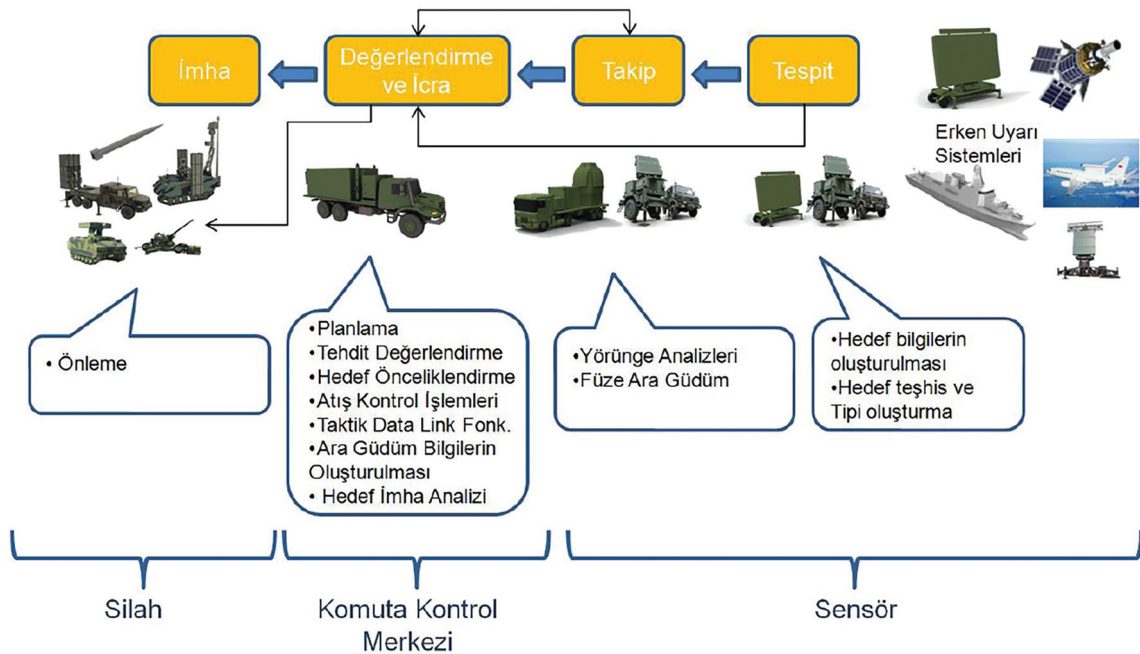 İmha
Değerlendirme
ve İcra
Takip
Tespit
Erken Uyarı
Sistemleri
• Önleme
•Planlama
•Tehdit Değerlendirme
•Hedef Önceliklendirme
•Atış Kontrol İşlemleri
•Taktik Data Link Fonk.
•Ara Güdüm Bilgilerin
Oluşturulması
• Hedef İmha Analizi
•Yörünge Analizleri
•Füze Ara Güdüm
•Hedef bilgilerin
oluşturulması
•Hedef teşhis ve
Tipi oluşturma
Silah
Komuta Kontrol
Merkezi
Sensör